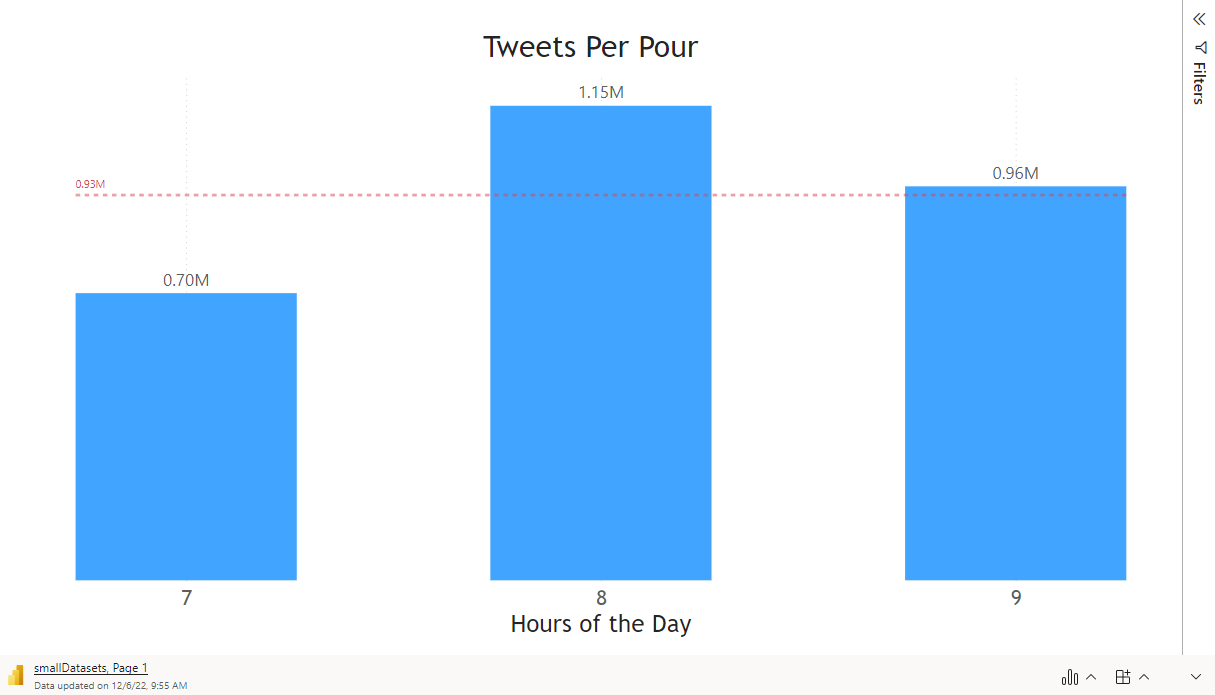 Tweets Per Pour
1.15M
0.96M
0.93M
0.70M
7 8 9
Hours of the Day
Filters
smallDatasets, Page 1
Data updated on 12/6/22, 9:55 AM